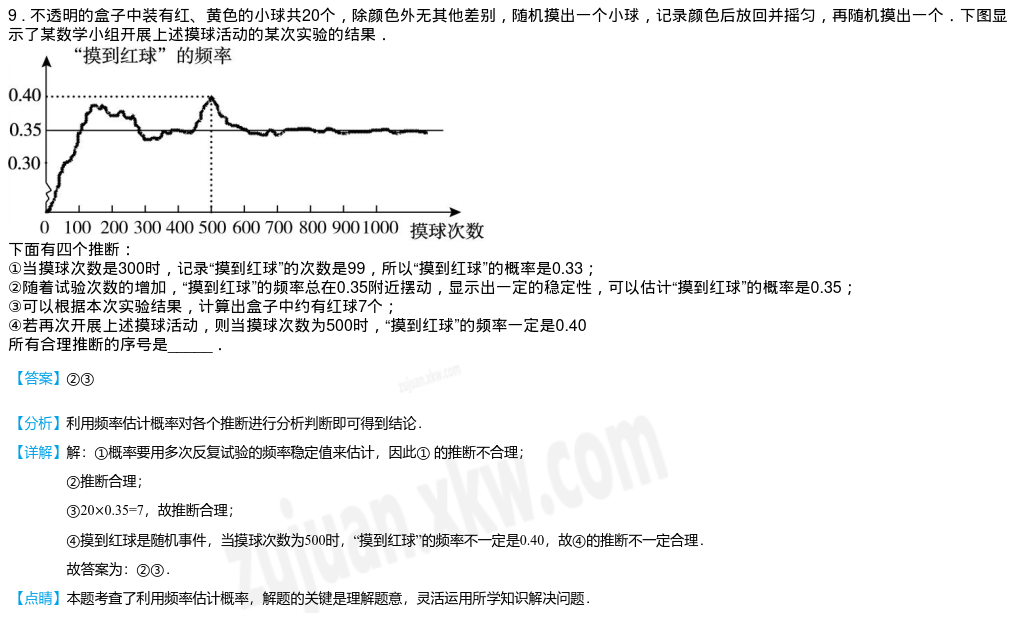 9．不透明的盒子中装有红、黄色的小球共20个，除颜色外无其他差别，随机摸出一个小球，记录颜色后放回并摇匀，再随机摸出一个．下图显
示了某数学小组开展上述摸球活动的某次实验的结果．
“摸到红球”的频率
0.40
0.35
0.30
0 100 200 300 400 500 600 700 800 900 1000 摸球次数
下面有四个推断：
①当摸球次数是300时，记录“摸到红球”的次数是99，所以“摸到红球”的概率是0.33；
②随着试验次数的增加，“摸到红球”的频率总在0.35附近摆动，显示出一定的稳定性，可以估计“摸到红球”的概率是0.35；
③可以根据本次实验结果，计算出盒子中约有红球7个；
④若再次开展上述摸球活动，则当摸球次数为500时，“摸到红球”的频率一定是0.40
所有合理推断的序号是______．
【答案】②③
zujuan.xkw.com
【分析】利用频率估计概率对各个推断进行分析判断即可得到结论．
【详解】解：①概率要用多次反复试验的频率稳定值来估计，因此① 的推断不合理；
②推断合理；
③20×0.35=7，故推断合理；
④摸到红球是随机事件，当摸球次数为500时，“摸到红球”的频率不一定是0.40，故④的推断不一定合理．
故答案为：②③．
zujuan.xkw.com
【点睛】本题考查了利用频率估计概率，解题的关键是理解题意，灵活运用所学知识解决问题．